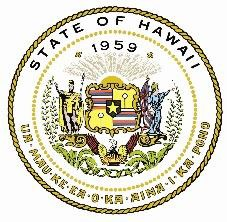 STATE OF HAWAII
1959
UA·MAU·KE·EA·O·KA·AINA·I·KA·PONO